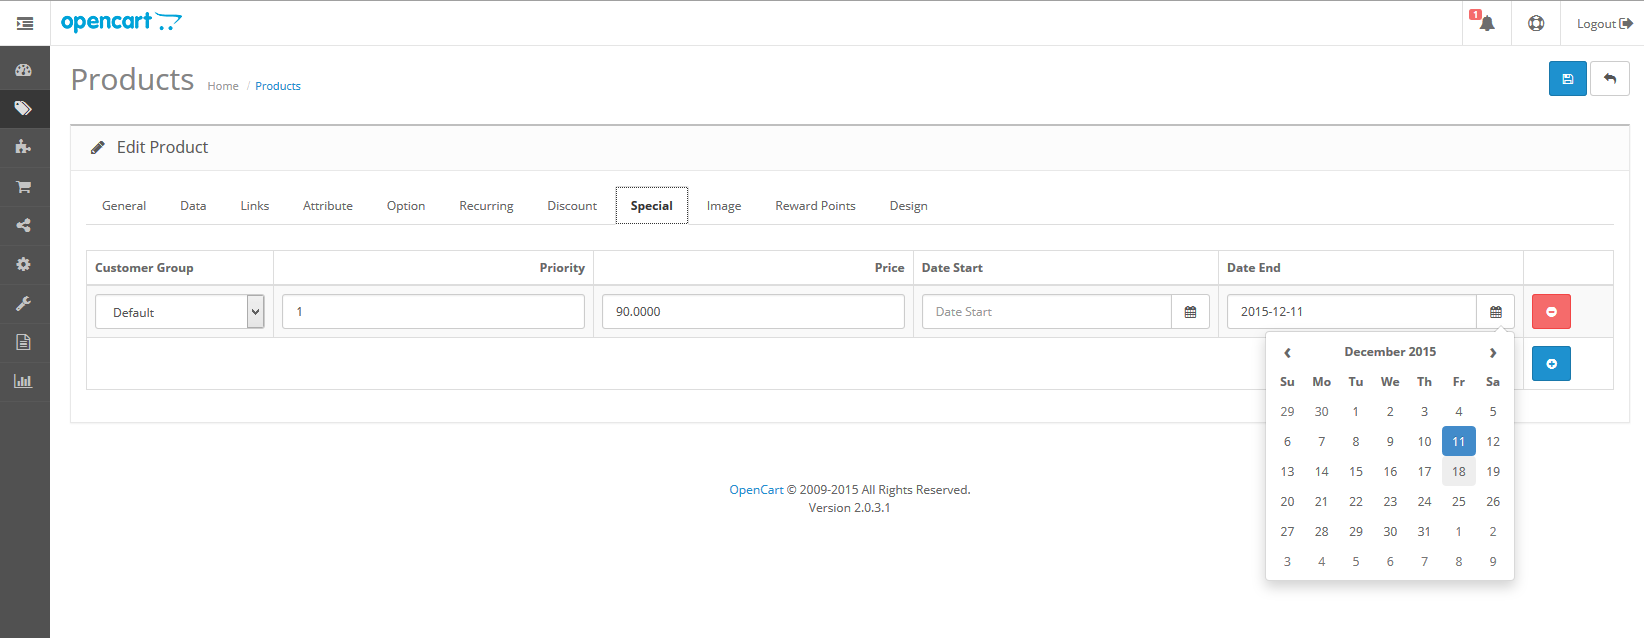 opencart
1
Logout
Products
Home / Products
Edit Product
General Data Links Attribute Option Recurring Discount Special Image Reward Points Design
Customer Group Priority Price Date Start Date End
Default 1 90.0000 Date Start 2015-12-11
‹ December 2015 ›
Su Mo Tu We Th Fr Sa
29 30 1 2 3 4 5
6 7 8 9 10 11 12
13 14 15 16 17 18 19
20 21 22 23 24 25 26
27 28 29 30 31 1 2
3 4 5 6 7 8 9
OpenCart © 2009-2015 All Rights Reserved.
Version 2.0.3.1